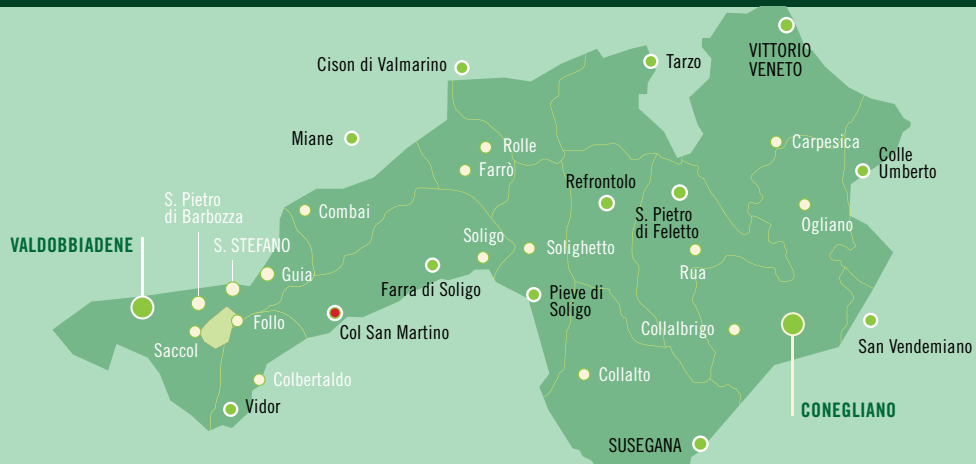 VITTORIO
VENETO
Cison di Valmarino
Tarzo
Miane
Rolle
Carpesica
Colle
Umberto
Farrò
Refrontolo
S. Pietro
di Barbozza
Combai
S. Pietro
di Feletto
Ogliano
VALDOBBIADENE
S. STEFANO
Soligo
Solighetto
Guia
Rua
Farra di Soligo
Pieve di
Soligo
Follo
Col San Martino
Collalbrigo
San Vendemiano
Saccol
Colbertaldo
Collalto
Vidor
CONEGLIANO
SUSEGANA